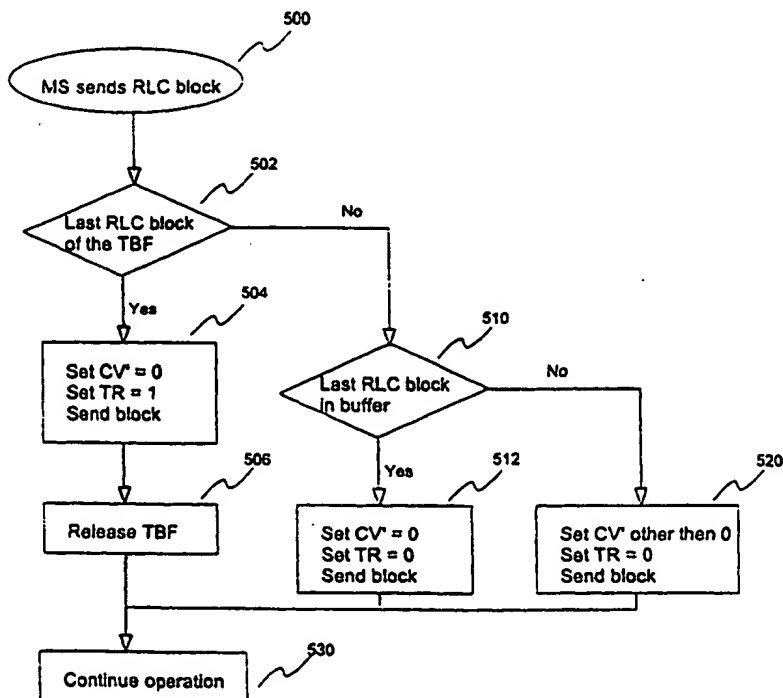 500
MS sends RLC block
502
Last RLC block
of the TBF
No
Yes
504
Set CV' = 0
Set TR = 1
Send block
510
Last RLC block
in buffer
No
506
Release TBF
Yes
512
Set CV' = 0
Set TR = 0
Send block
520
Set CV' other then 0
Set TR = 0
Send block
530
Continue operation